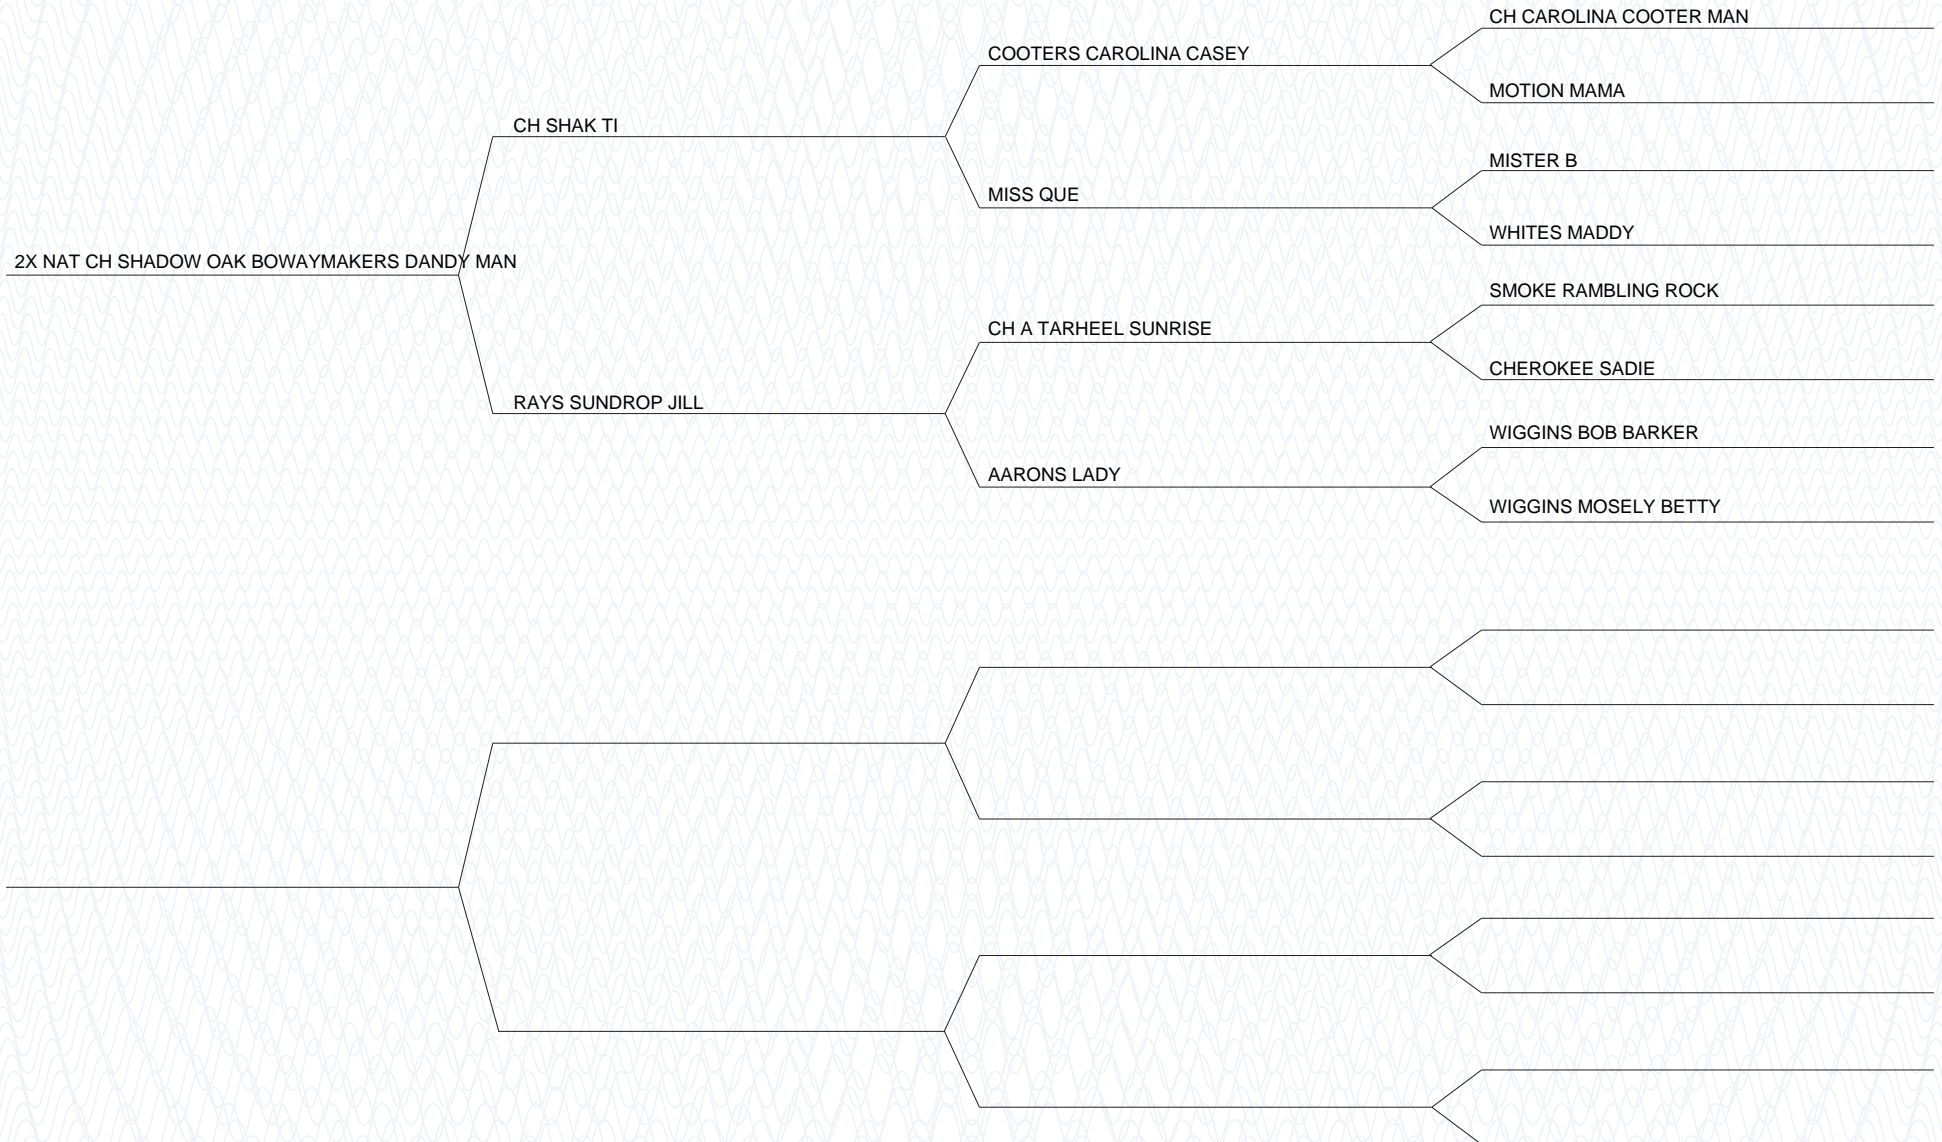 CH CAROLINA COOTER MAN
COOTERS CAROLINA CASEY
MOTION MAMA
CH SHAK TI
MISTER B
MISS QUE
WHITES MADDY
2X NAT CH SHADOW OAK BOWAYMAKERS DANDY MAN
SMOKE RAMBLING ROCK
CH A TARHEEL SUNRISE
CHEROKEE SADIE
RAYS SUNDROP JILL
WIGGINS BOB BARKER
AARONS LADY
WIGGINS MOSELY BETTY